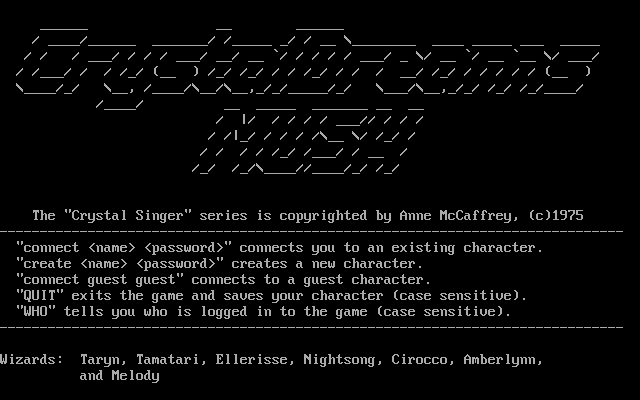 CrystalDreams
MUSH
The "Crystal Singer" series is copyrighted by Anne McCaffrey, (c)1975
"connect <name> <password>" connects you to an existing character.
"create <name> <password>" creates a new character.
"connect guest guest" connects to a guest character.
"QUIT" exits the game and saves your character (case sensitive).
"WHO" tells you who is logged in to the game (case sensitive).
Wizards:  Taryn, Tamatari, Ellerisse, Nightsong, Cirocco, Amberlynn,
and Melody